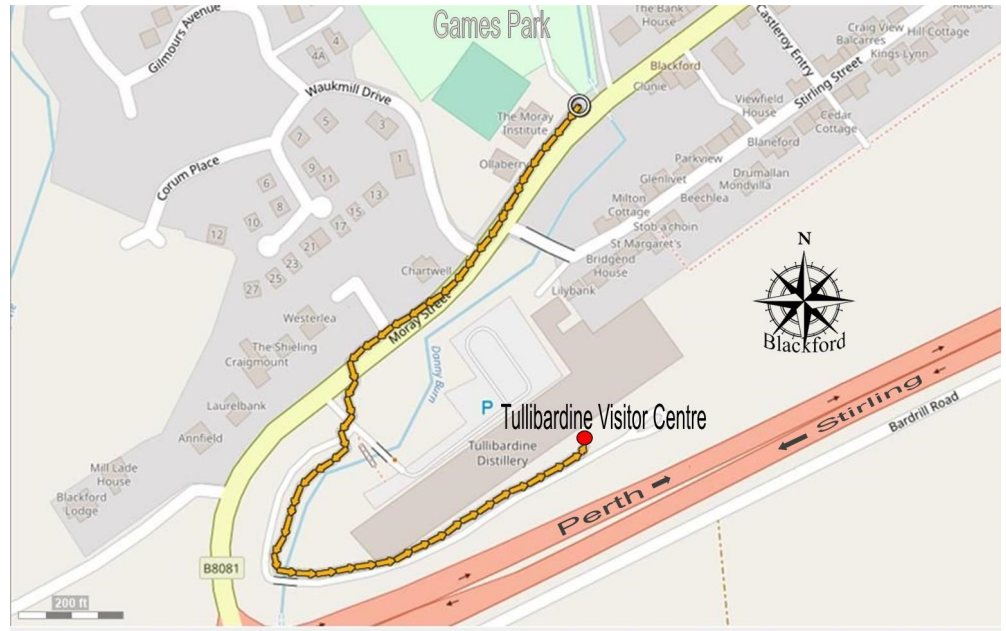 Games Park
The Bank
House
Castleroy Entry
Craig View
Balcarres
Hill Cottage
Kings Lynn
Gilmours Avenue
4
4A
Waukmill Drive
Blackford
Clunie
Stirling Street
Viewfield
House
Cedar
Cottage
The Moray
Institute
Blaneford
5
3
7
Ollaberry
Parkview
Drumallan
Mondvilla
Corum Place
9
11
1
Glenlivet
Beechlea
6
13
Milton
Cottage
8
15
10
17
Stob a'choin
12
21
St Margaret's
Bridgend
House
N
23
25
27
Chartwell
Lilybank
Blackford
Westerlea
Moray Street
The Shieling
Craigmount
Danny Burn
Laurelbank
P
Tullibardine Visitor Centre
Stirling
Bardrill Road
Annfield
Tullibardine
Distillery
Mill Lade
House
Blackford
Lodge
Perth
B8081
200 ft